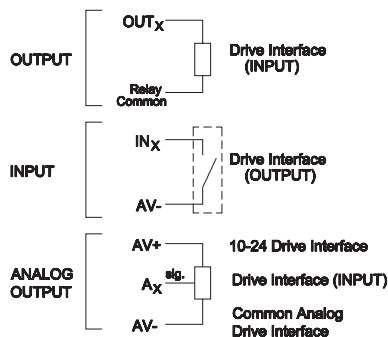 OUTPUT
OUTX
Relay
Common
Drive Interface
(INPUT)
INPUT
INX
AV-
Drive Interface
(OUTPUT)
ANALOG
OUTPUT
AV+
10-24 Drive Interface
sig.
AX
Drive Interface (INPUT)
AV-
Common Analog
Drive Interface